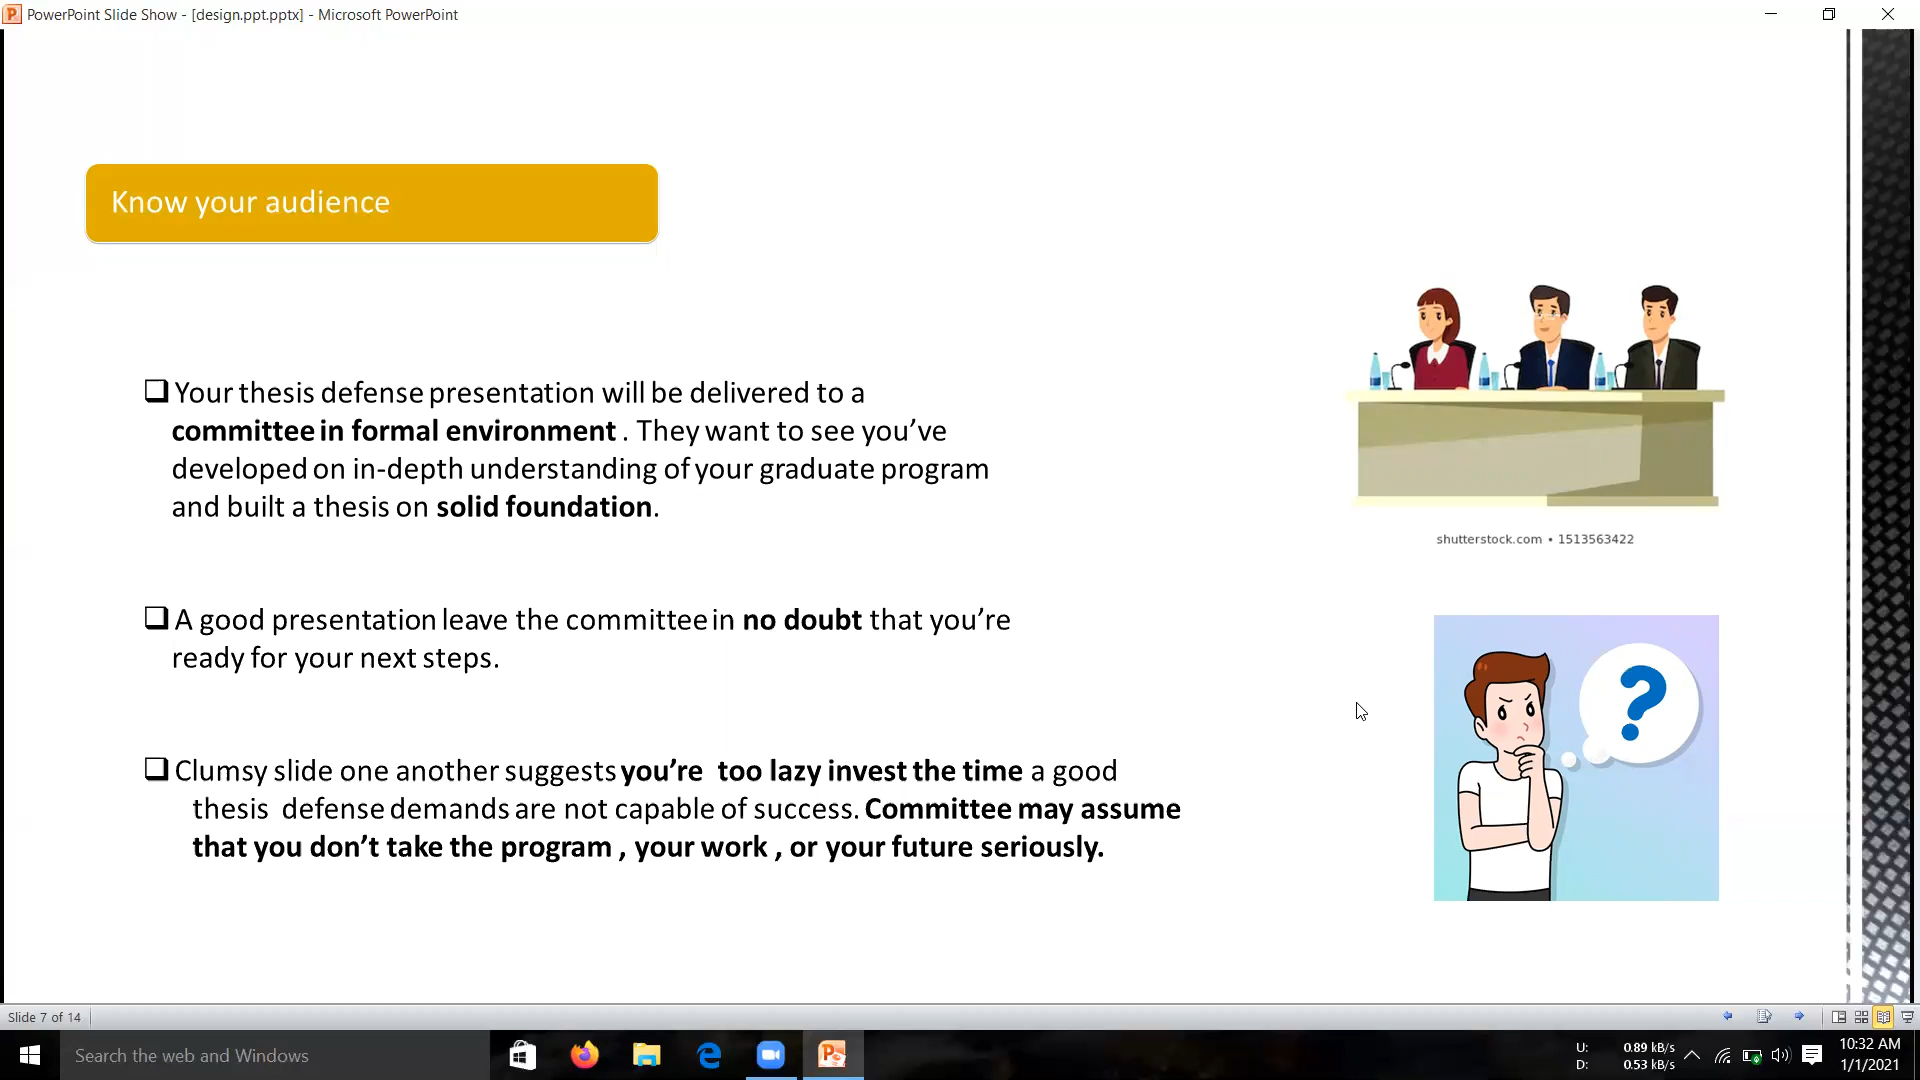 PowerPoint Slide Show - [design.ppt.pptx] - Microsoft PowerPoint
Know your audience
Your thesis defense presentation will be delivered to a
committee in formal environment . They want to see you’ve
developed on in-depth understanding of your graduate program
and built a thesis on solid foundation.
shutterstock.com • 1513563422
A good presentation leave the committee in no doubt that you’re
ready for your next steps.
?
Clumsy slide one another suggests you’re too lazy invest the time a good
thesis defense demands are not capable of success. Committee may assume
that you don’t take the program , your work , or your future seriously.
Slide 7 of 14
Search the web and Windows
U: 0.89 kB/s
D: 0.53 kB/s
10:32 AM
1/1/2021